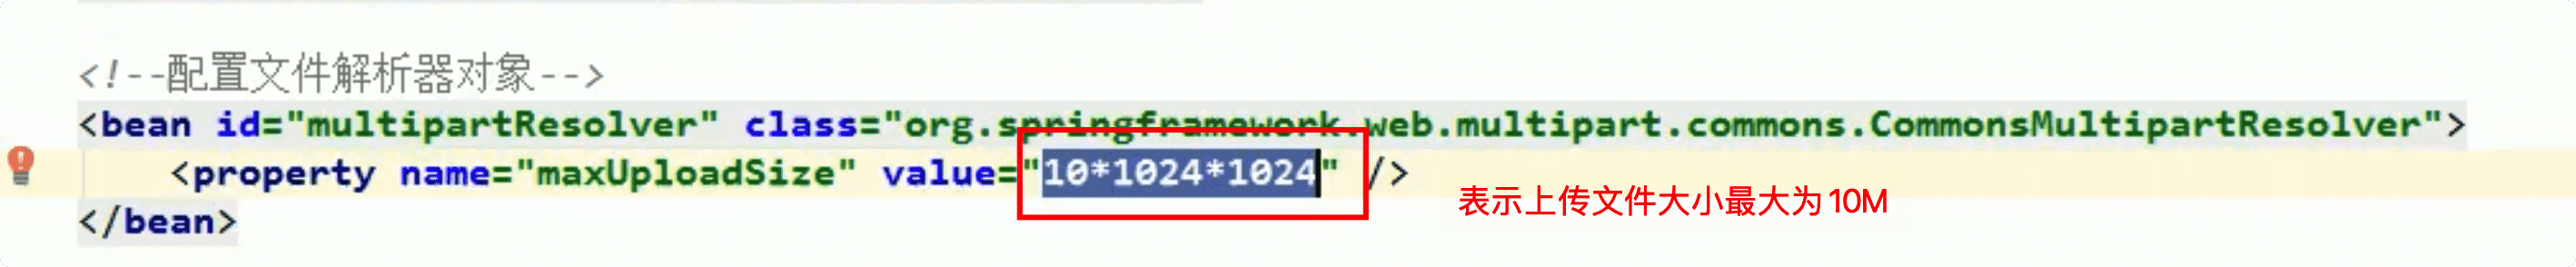 <!--配置文件解析器对象-->
<bean id="multipartResolver" class="org.springframework.web.multipart.commons.CommonsMultipartResolver">
<property name="maxUploadSize" value="10*1024*1024" />
表示上传文件大小最大为10M
</bean>